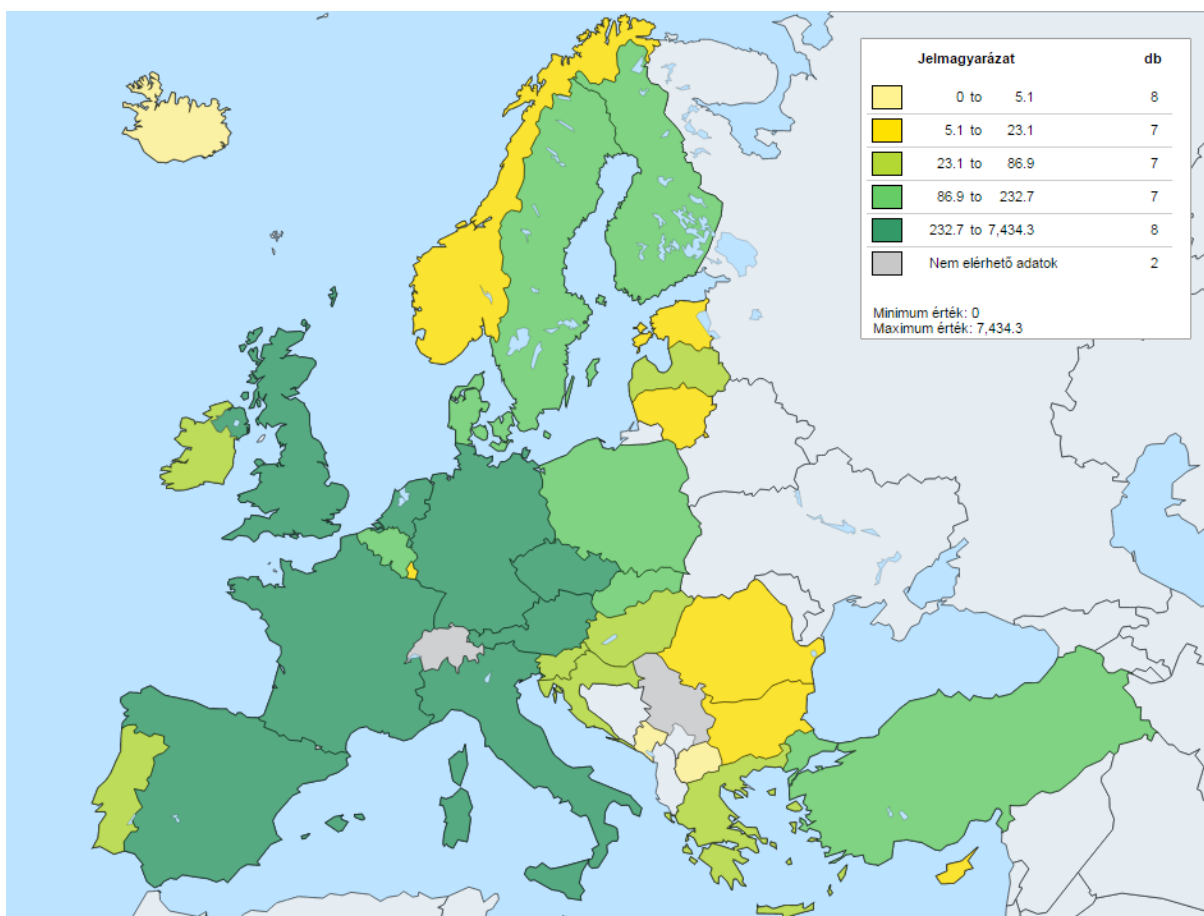 Jelmagyarázat db
0 to 5.1 8
5.1 to 23.1 7
23.1 to 86.9 7
86.9 to 232.7 7
232.7 to 7,434.3 8
Nem elérhető adatok 2
Minimum érték: 0
Maximum érték: 7,434.3